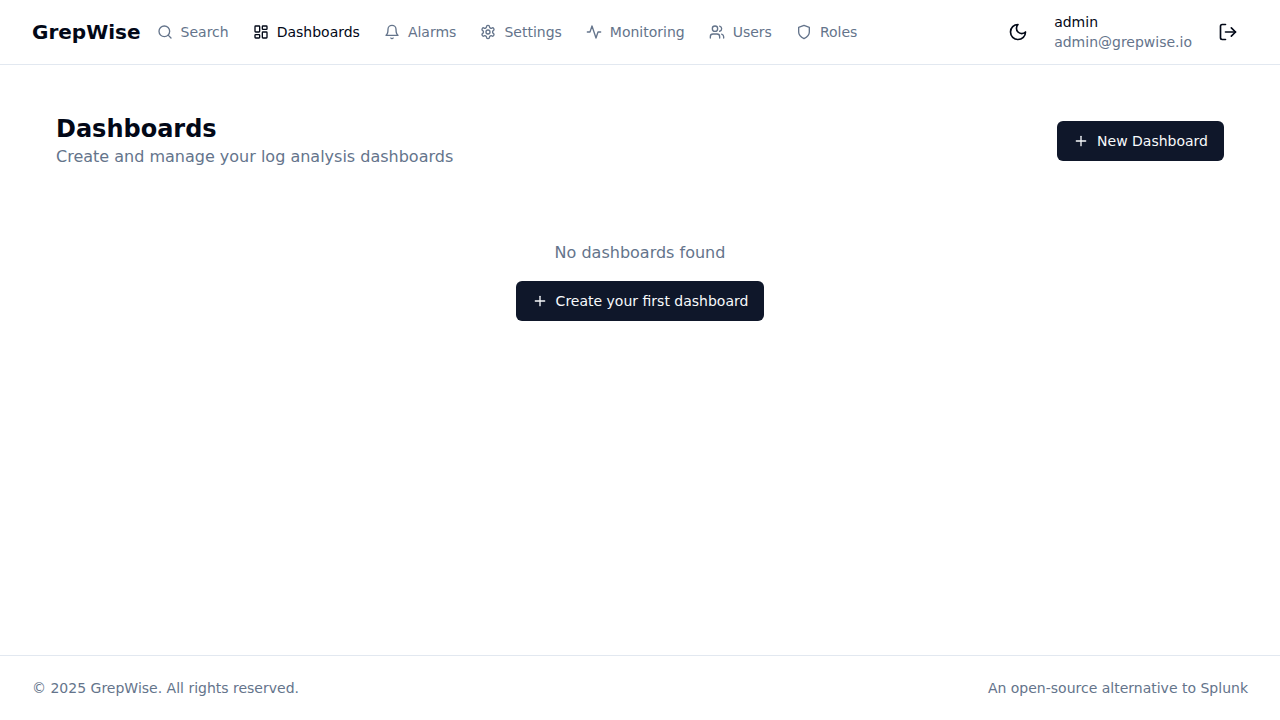 GrepWise
Search
Dashboards
Alarms
Settings
Monitoring
Users
Roles
admin
admin@grepwise.io
Dashboards
Create and manage your log analysis dashboards
New Dashboard
No dashboards found
Create your first dashboard
© 2025 GrepWise. All rights reserved.
An open-source alternative to Splunk